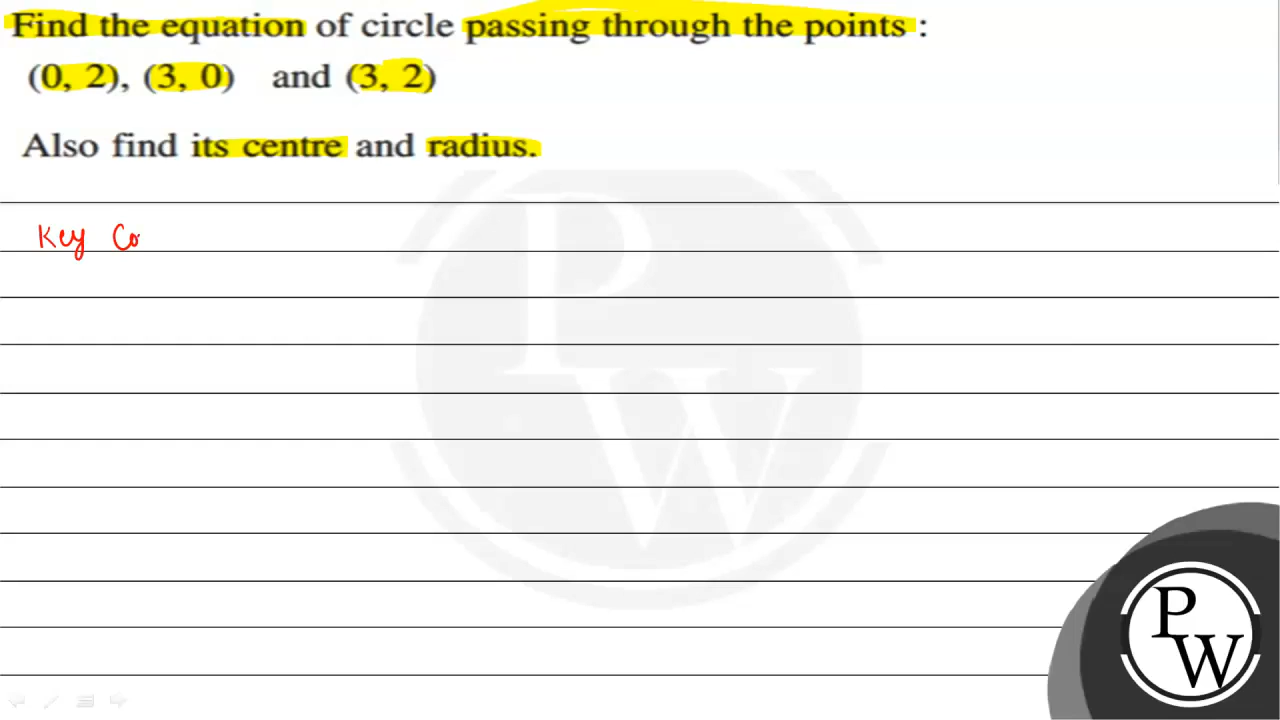 Find the equation of circle passing through the points :
(0, 2), (3, 0) and (3, 2)
Also find its centre and radius.
Key Co
P
W
P
W